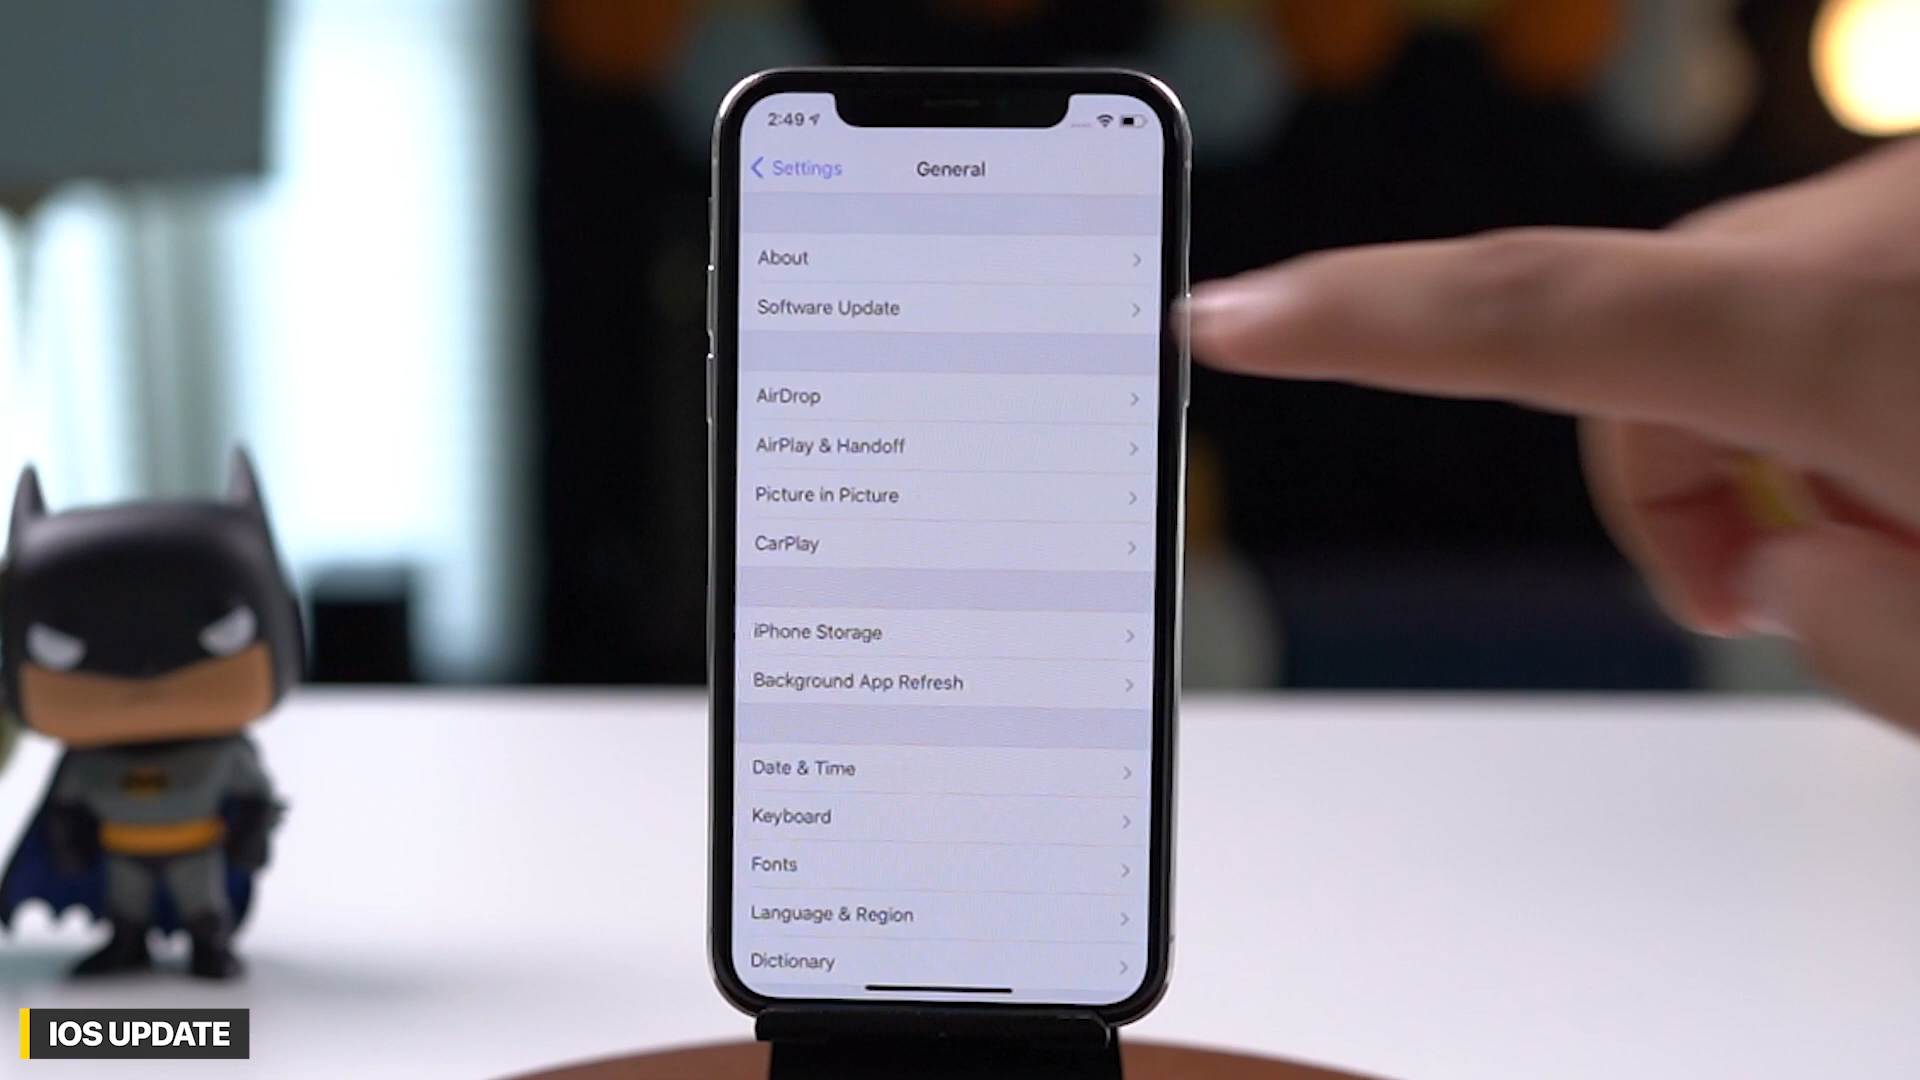 2:49
Settings
General
About
Software Update
AirDrop
AirPlay & Handoff
Picture in Picture
CarPlay
iPhone Storage
Background App Refresh
Date & Time
Keyboard
Fonts
Language & Region
Dictionary
IOS UPDATE